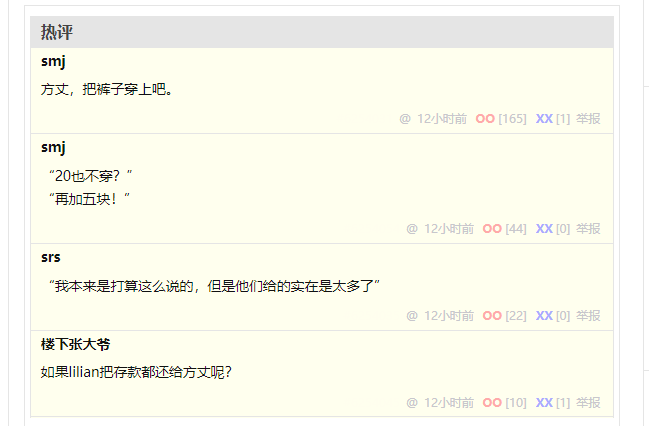 热评
smj
方丈，把裤子穿上吧。
@ 12小时前 OO [165] XX [1] 举报
smj
“20也不穿？”
“再加五块！”
@ 12小时前 OO [44] XX [0] 举报
srs
“我本来是打算这么说的，但是他们给的实在是太多了”
@ 12小时前 OO [22] XX [0] 举报
楼下张大爷
如果lilian把存款都还给方丈呢？
@ 12小时前 OO [10] XX [1] 举报